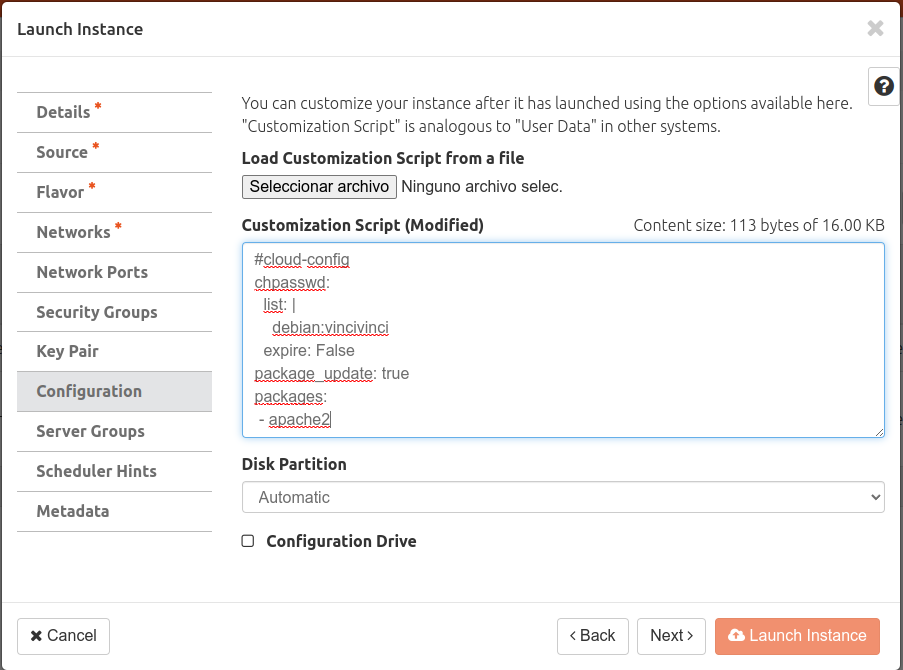 Launch Instance
Details *
Source *
Flavor *
Networks *
Network Ports
Security Groups
Key Pair
Configuration
Server Groups
Scheduler Hints
Metadata
You can customize your instance after it has launched using the options available here.
"Customization Script" is analogous to "User Data" in other systems.
Load Customization Script from a file
Seleccionar archivo Ninguno archivo selec.
Customization Script (Modified) Content size: 113 bytes of 16.00 KB
#cloud-config
chpasswd:
  list: |
    debian:vincivinci
  expire: False
package_update: true
packages:
 - apache2
Disk Partition
Automatic
Configuration Drive
Cancel
< Back
Next >
Launch Instance